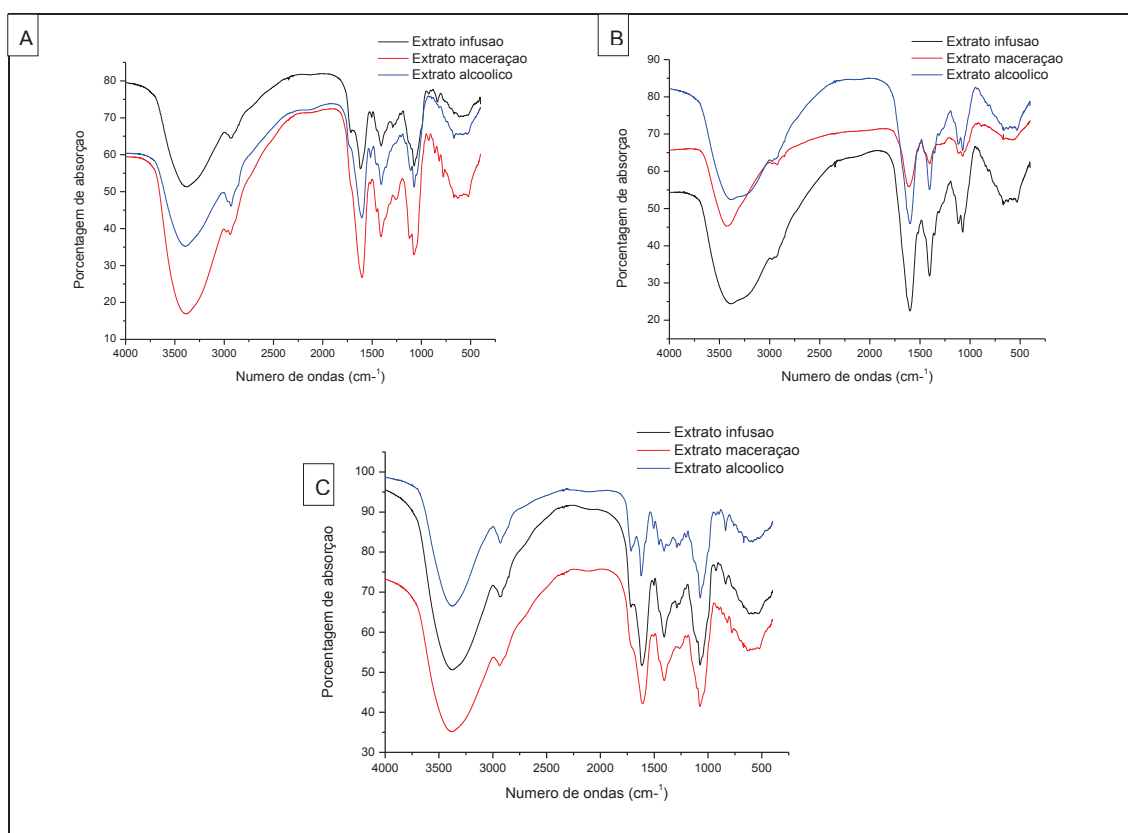 A
Extrato infusao
Extrato maceraçao
Extrato alcoolico
Porcentagem de absorçao
80
70
60
50
40
30
20
10
4000 3500 3000 2500 2000 1500 1000 500
Numero de ondas (cm-¹)
B
Extrato infusao
Extrato maceraçao
Extrato alcoolico
Porcentagem de absorçao
90
80
70
60
50
40
30
20
4000 3500 3000 2500 2000 1500 1000 500
Numero de ondas (cm-¹)
C
Extrato infusao
Extrato maceraçao
Extrato alcoolico
Porcentagem de absorçao
100
90
80
70
60
50
40
30
4000 3500 3000 2500 2000 1500 1000 500
Numero de ondas (cm-¹)